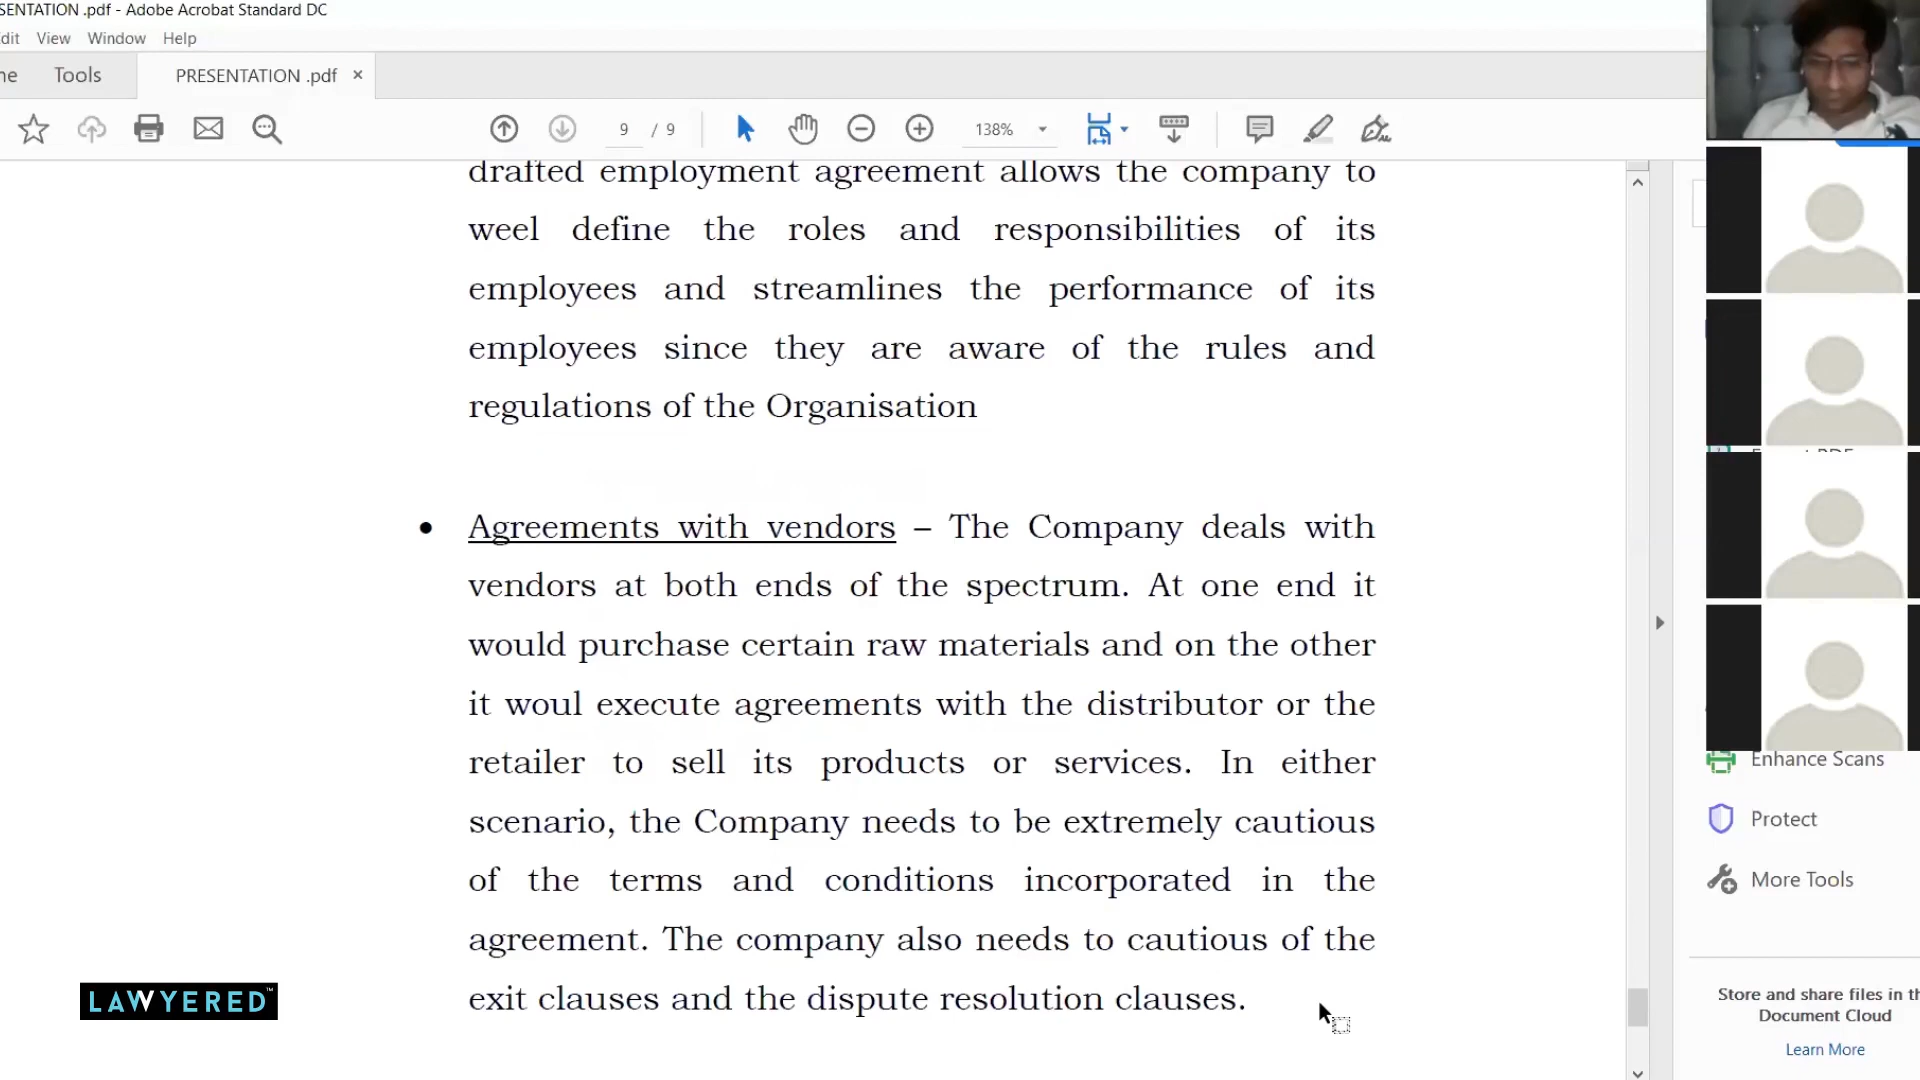 SENTATION .pdf - Adobe Acrobat Standard DC
dit View Window Help
ne Tools PRESENTATION .pdf ×
9 / 9 138%
drafted employment agreement allows the company to
weel define the roles and responsibilities of its
employees and streamlines the performance of its
employees since they are aware of the rules and
regulations of the Organisation
• Agreements with vendors – The Company deals with
vendors at both ends of the spectrum. At one end it
would purchase certain raw materials and on the other
it woul execute agreements with the distributor or the
retailer to sell its products or services. In either
scenario, the Company needs to be extremely cautious
of the terms and conditions incorporated in the
agreement. The company also needs to cautious of the
exit clauses and the dispute resolution clauses.
Enhance Scans
Protect
More Tools
Store and share files in th
Document Cloud
Learn More
LAWYERED™